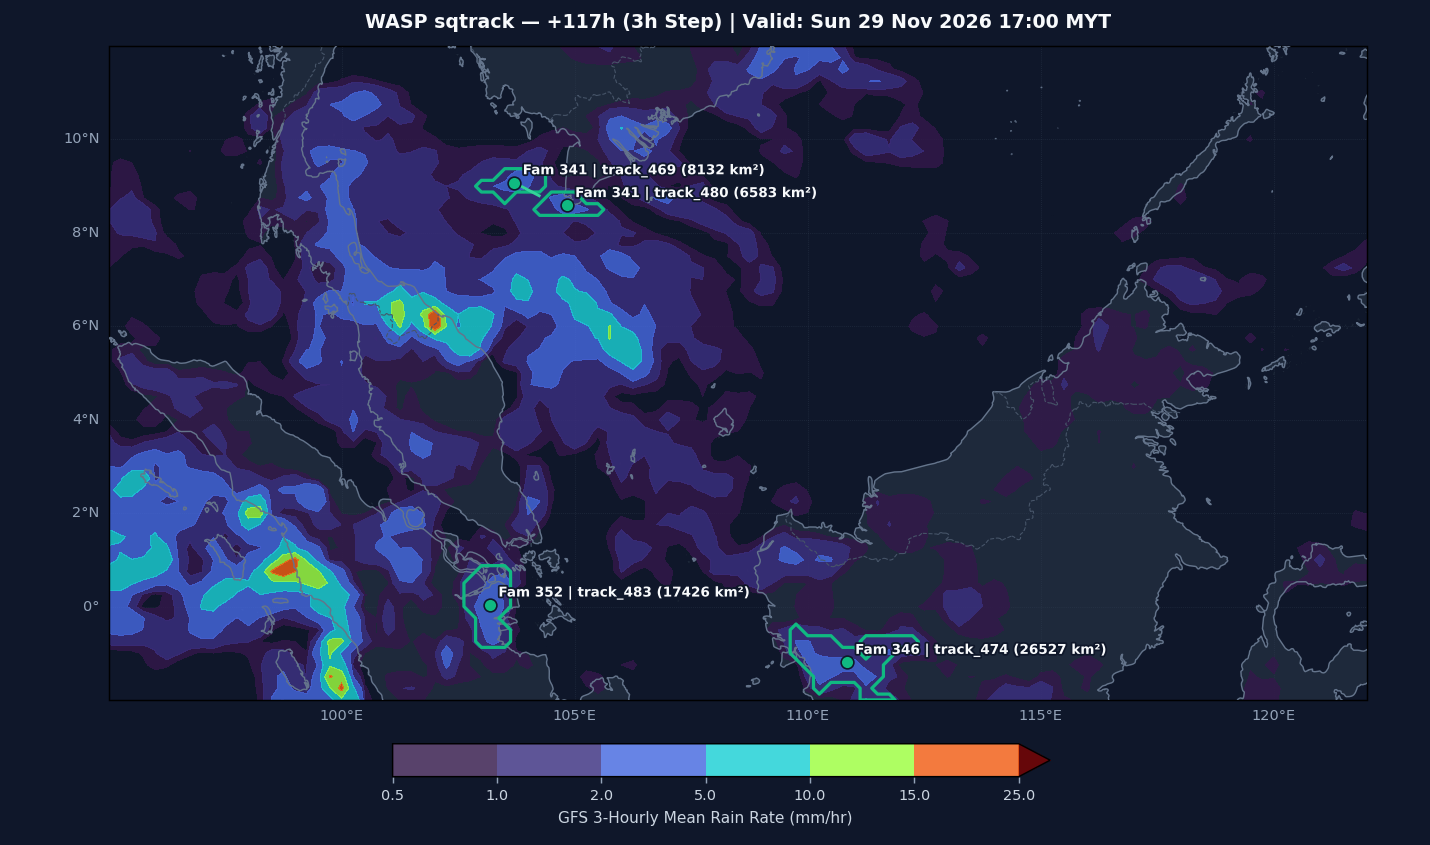 WASP sqtrack — +117h (3h Step) | Valid: Sun 29 Nov 2026 17:00 MYT
10°N
8°N
6°N
4°N
2°N
0°
Fam 341 | track_469 (8132 km²)
Fam 341 | track_480 (6583 km²)
Fam 352 | track_483 (17426 km²)
Fam 346 | track_474 (26527 km²)
100°E 105°E 110°E 115°E 120°E
0.5 1.0 2.0 5.0 10.0 15.0 25.0
GFS 3-Hourly Mean Rain Rate (mm/hr)